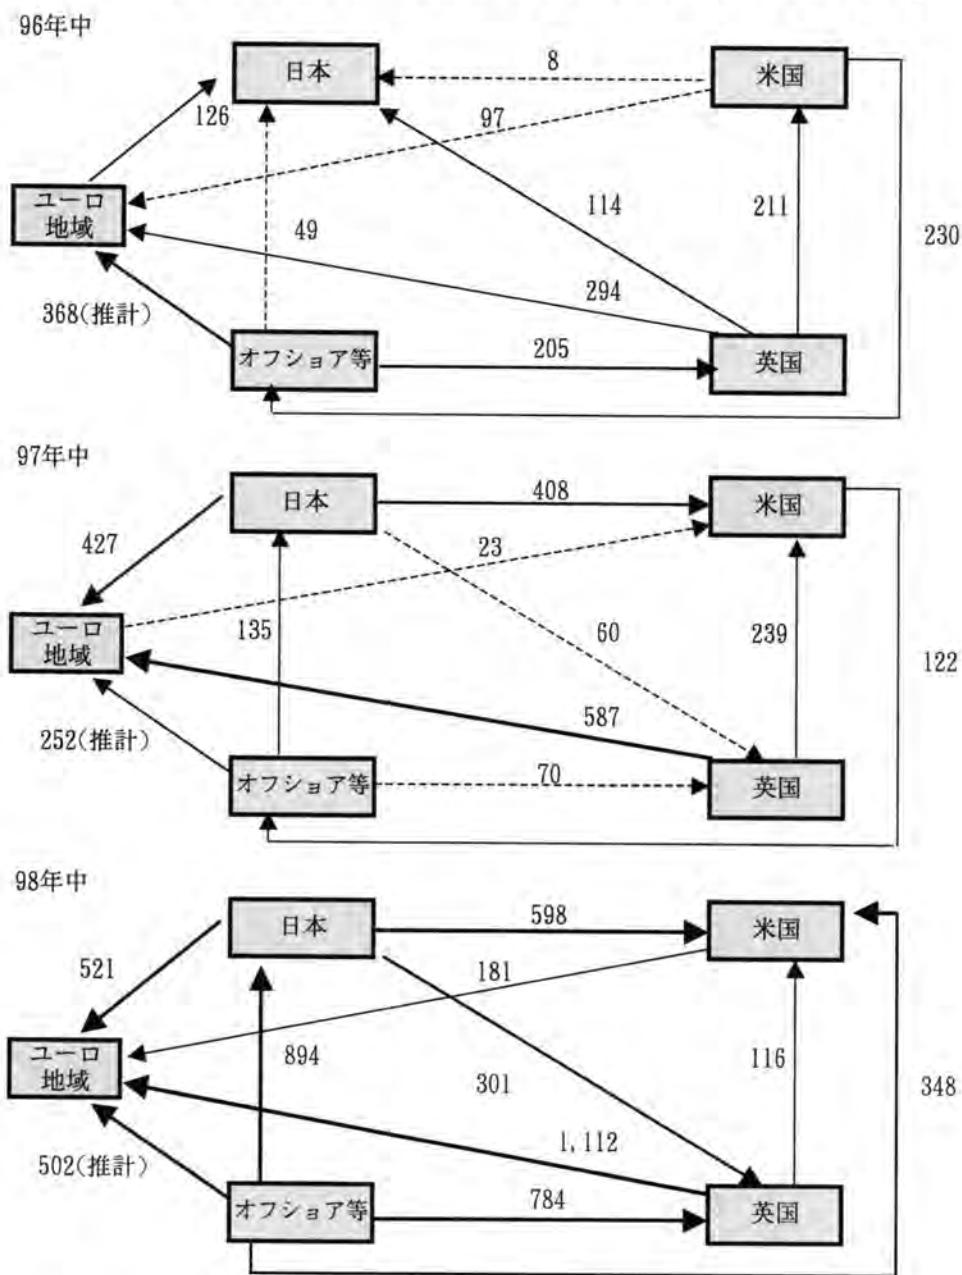 96年中
日本
8
米国
126
97
ユーロ
地域
49
114
211
230
294
368(推計)
オフショア等
205
英国
97年中
日本
408
米国
427
23
ユーロ
地域
135
60
239
122
587
252(推計)
オフショア等
70
英国
98年中
日本
598
米国
521
181
ユーロ
地域
894
301
116
348
1,112
502(推計)
オフショア等
784
英国